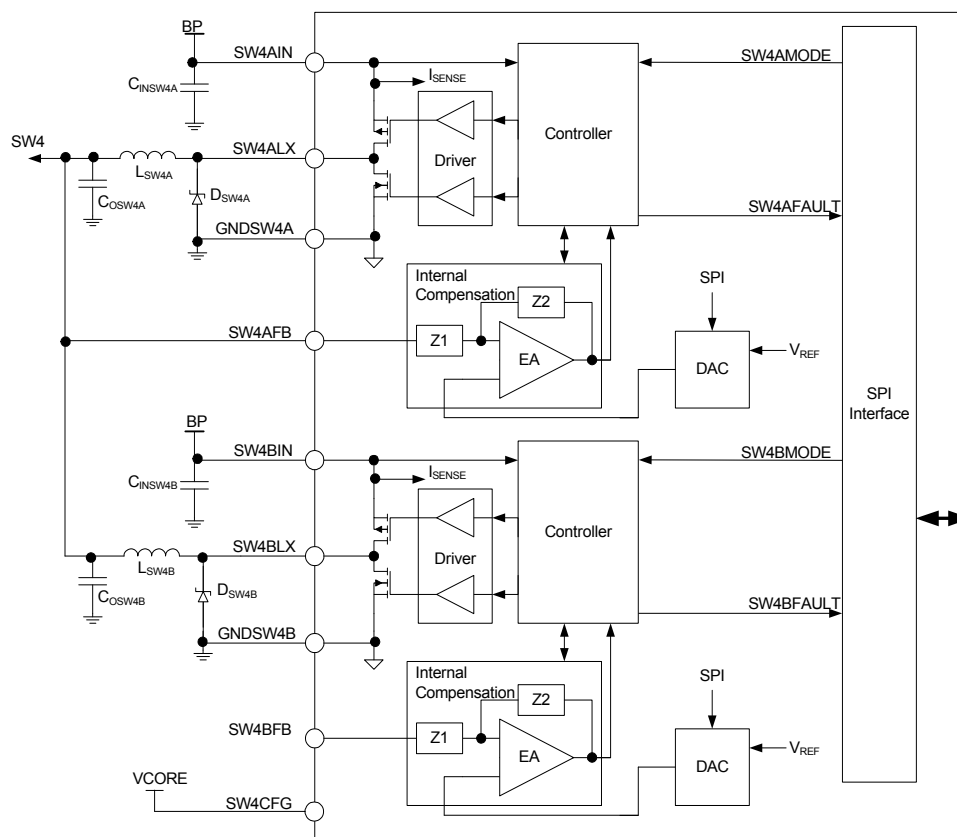 BP
SW4AIN
SW4AMODE
CINSW4A
ISENSE
Controller
SW4
SW4ALX
Driver
LSW4A
DSW4A
COSW4A
SW4AFAULT
GNDSW4A
Internal
Compensation
SPI
Z2
SW4AFB
Z1
EA
VREF
DAC
SPI
Interface
BP
SW4BIN
SW4BMODE
ISENSE
CINSW4B
Controller
SW4BLX
Driver
LSW4B
DSW4B
COSW4B
SW4BFAULT
GNDSW4B
Internal
Compensation
SPI
Z2
SW4BFB
Z1
EA
VREF
DAC
VCORE
SW4CFG